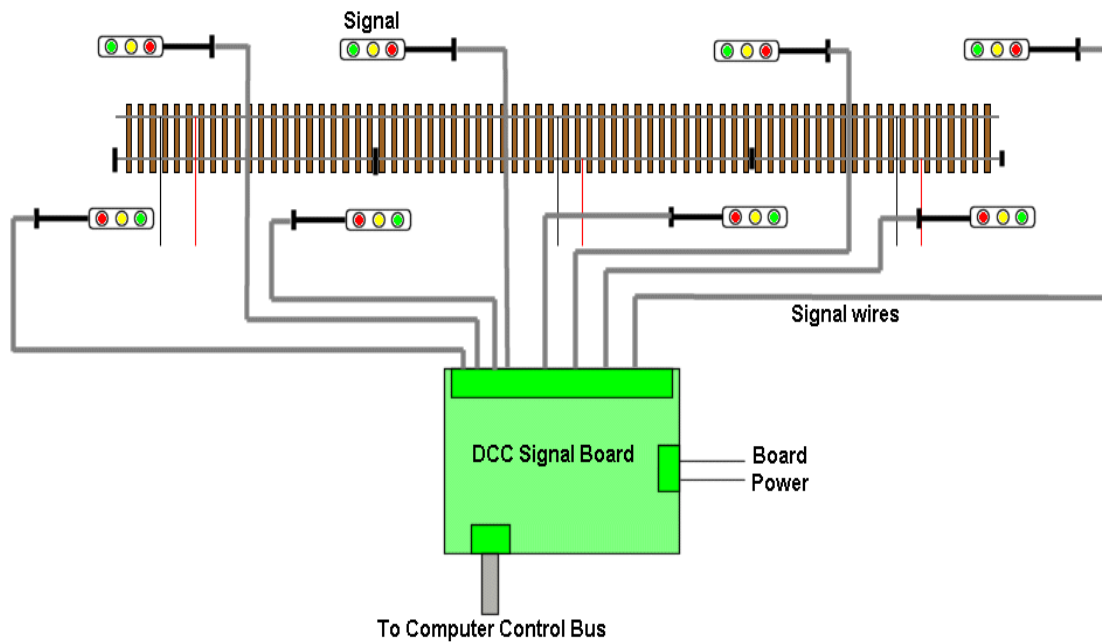 Signal
Signal wires
DCC Signal Board
Board
Power
To Computer Control Bus